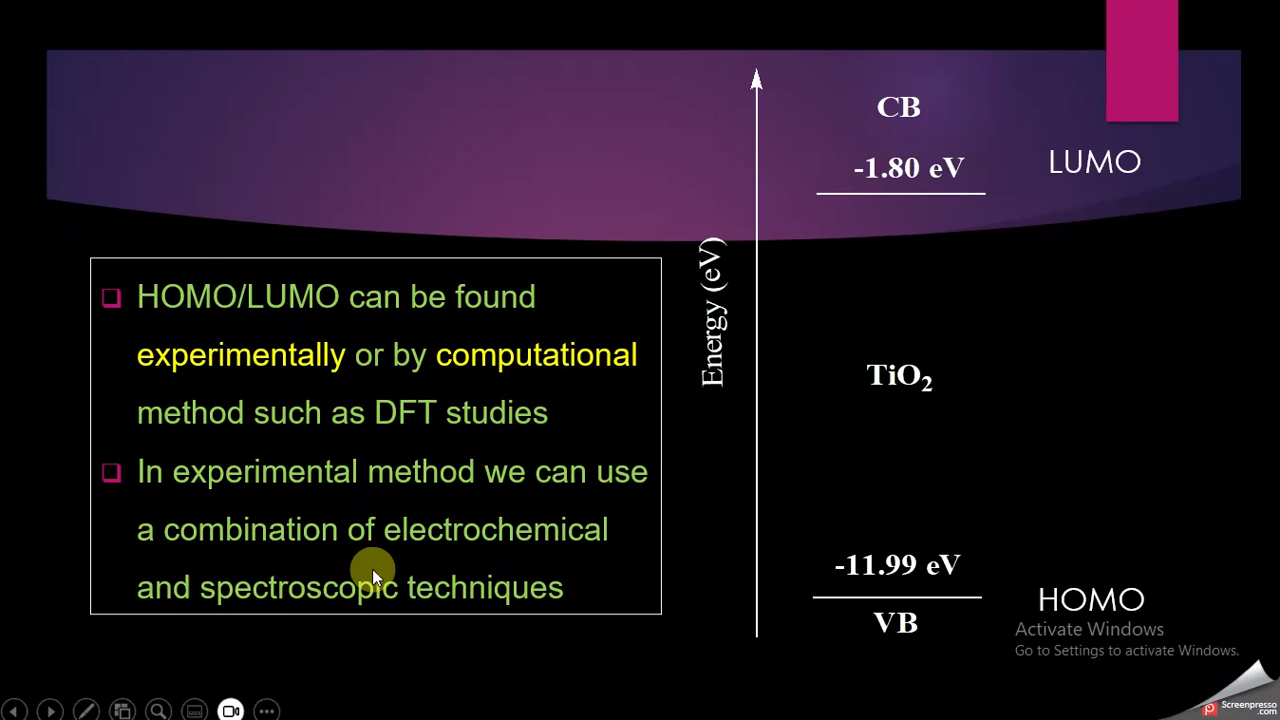 CB
-1.80 eV
LUMO
Energy (eV)
HOMO/LUMO can be found
experimentally or by computational
method such as DFT studies
In experimental method we can use
a combination of electrochemical
and spectroscopic techniques
TiO₂
-11.99 eV
VB
HOMO
Activate Windows
Go to Settings to activate Windows.
Screenpresso
.com